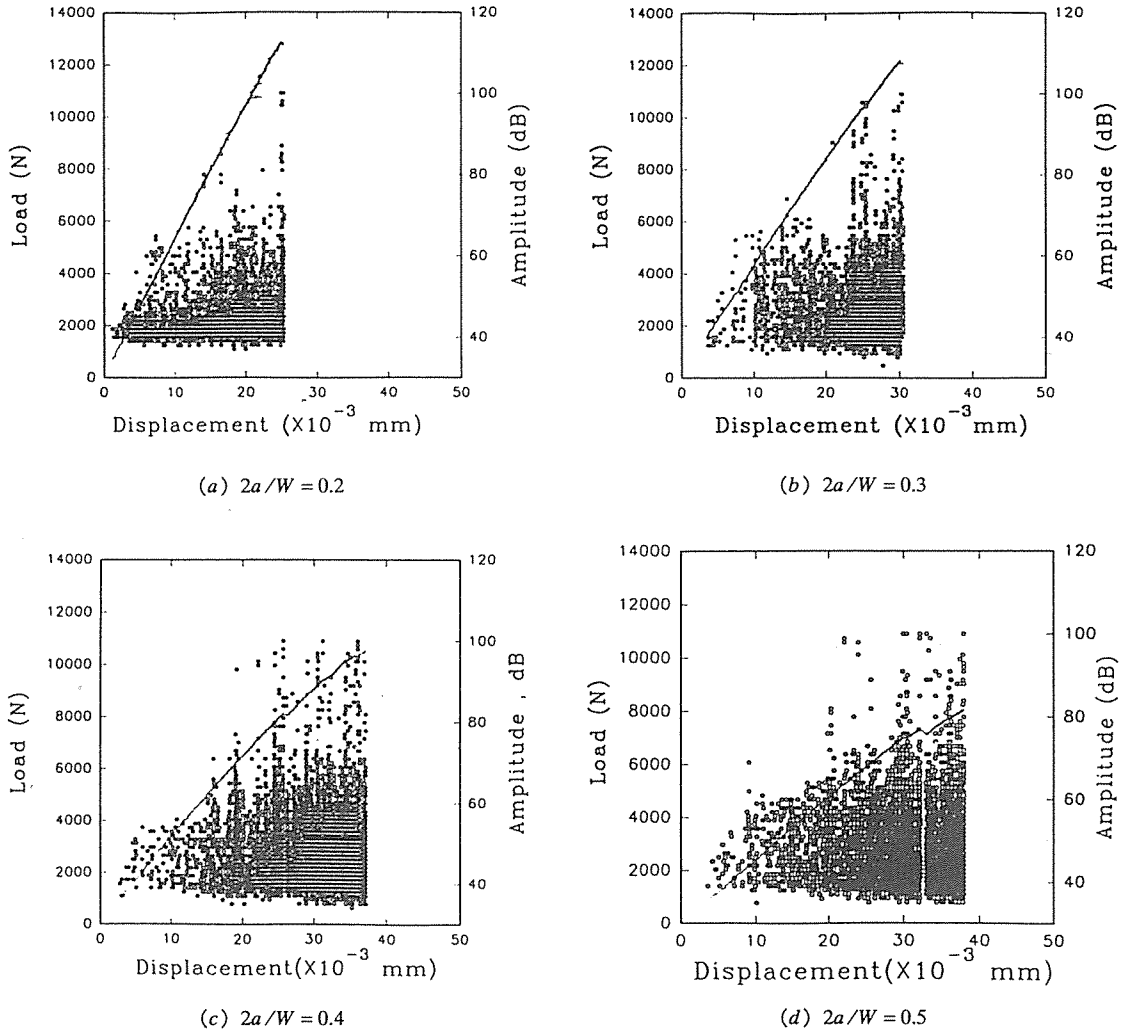 14000
12000
10000
8000
6000
4000
2000
0
Load (N)
120
100
80
60
40
Amplitude (dB)
0 10 20 30 40 50
Displacement (X10⁻³ mm)
(a) 2a/W = 0.2
14000
12000
10000
8000
6000
4000
2000
0
Load (N)
120
100
80
60
40
Amplitude (dB)
0 10 20 30 40 50
Displacement (X10⁻³ mm)
(b) 2a/W = 0.3
14000
12000
10000
8000
6000
4000
2000
0
Load (N)
120
100
80
60
40
Amplitude , dB
0 10 20 30 40 50
Displacement(X10⁻³ mm)
(c) 2a/W = 0.4
14000
12000
10000
8000
6000
4000
2000
0
Load (N)
120
100
80
60
40
Amplitude (dB)
0 10 20 30 40 50
Displacement(X10⁻³ mm)
(d) 2a/W = 0.5